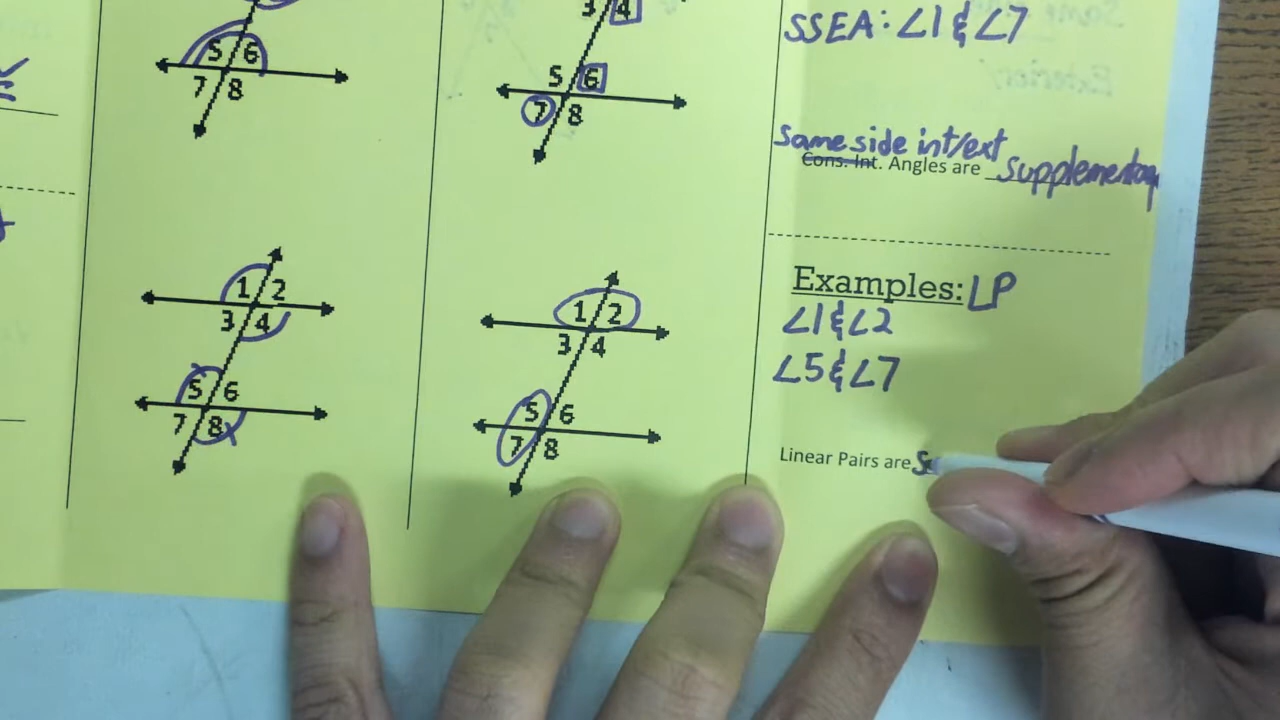 5 6
7 8
1 2
3 4
5 6
7 8
3 4
5 6
7 8
1 2
3 4
5 6
7 8
SSEA: ∠1 & ∠7
Same side int/ext
Cons. Int. Angles are supplementary
Examples: LP
∠1 & ∠2
∠5 & ∠7
Linear Pairs are S